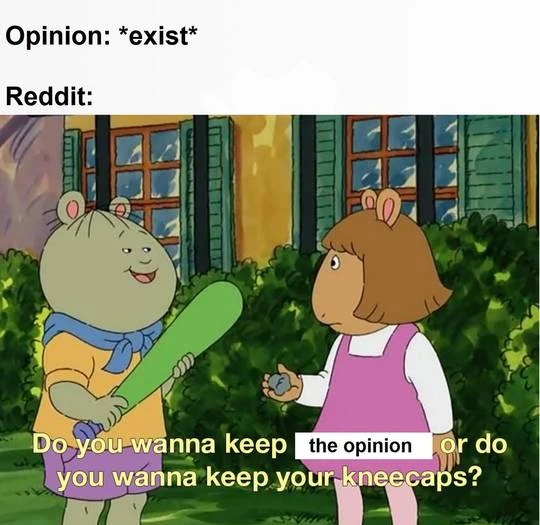 Opinion: *exist*
Reddit:
Do you wanna keep the opinion or do
you wanna keep your kneecaps?